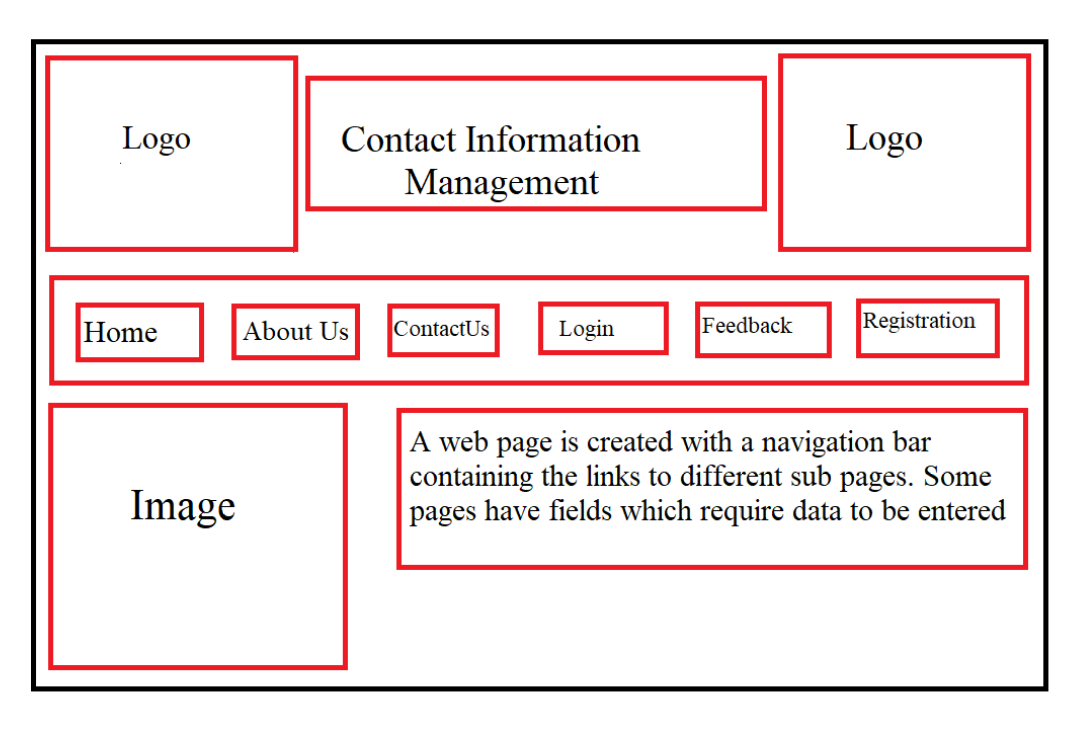 Logo
Contact Information
Management
Logo
Home
About Us
ContactUs
Login
Feedback
Registration
Image
A web page is created with a navigation bar
containing the links to different sub pages. Some
pages have fields which require data to be entered